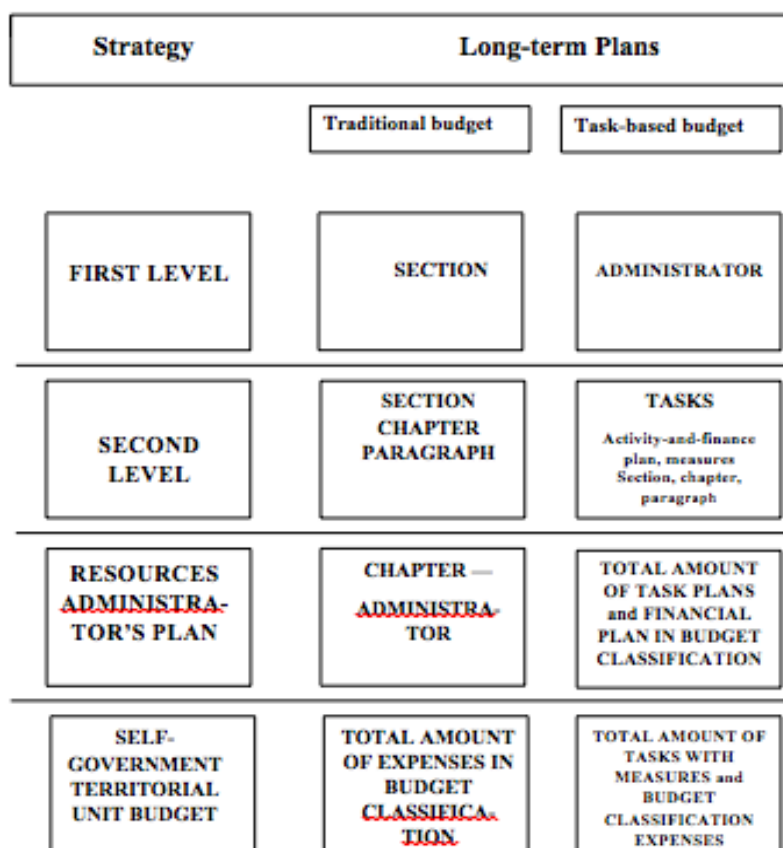 Strategy Long-term Plans
Traditional budget Task-based budget
FIRST LEVEL
SECTION
ADMINISTRATOR
SECOND
LEVEL
SECTION
CHAPTER
PARAGRAPH
TASKS
Activity-and-finance
plan, measures
Section, chapter,
paragraph
RESOURCES
ADMINISTRA-
TOR'S PLAN
CHAPTER —
ADMINISTRA-
TOR
TOTAL AMOUNT
OF TASK PLANS
and FINANCIAL
PLAN IN BUDGET
CLASSIFICATION
SELF-
GOVERNMENT
TERRITORIAL
UNIT BUDGET
TOTAL AMOUNT
OF EXPENSES IN
BUDGET
CLASSIFICA-
TION
TOTAL AMOUNT OF
TASKS WITH
MEASURES and
BUDGET
CLASSIFICATION
EXPENSES